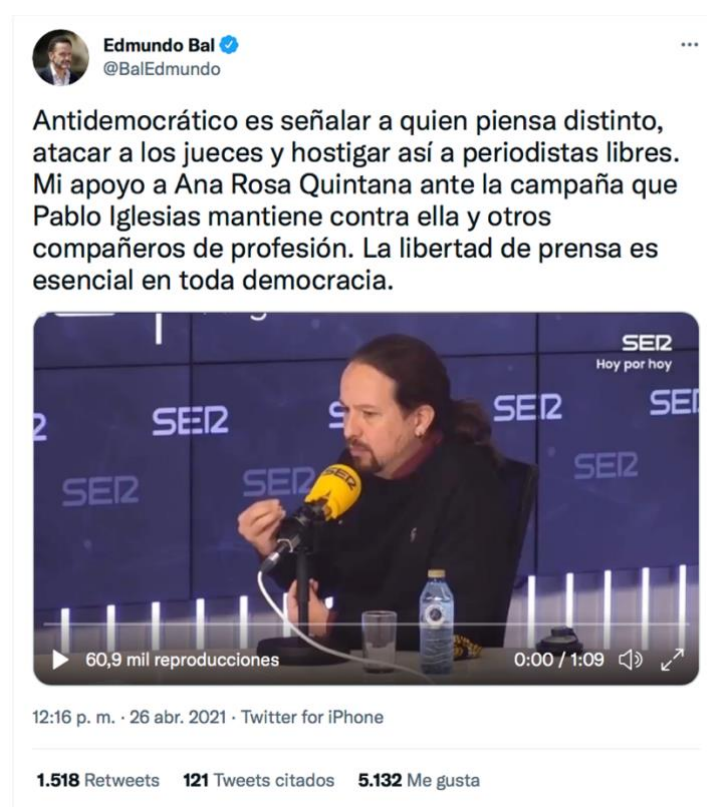 Edmundo Bal
@BalEdmundo
Antidemocrático es señalar a quien piensa distinto,
atacar a los jueces y hostigar así a periodistas libres.
Mi apoyo a Ana Rosa Quintana ante la campaña que
Pablo Iglesias mantiene contra ella y otros
compañeros de profesión. La libertad de prensa es
esencial en toda democracia.
SER
Hoy por hoy
SER
SER
SER
SER
SER
SER
SER
60,9 mil reproducciones
0:00 / 1:09
12:16 p. m. · 26 abr. 2021 · Twitter for iPhone
1.518 Retweets 121 Tweets citados 5.132 Me gusta